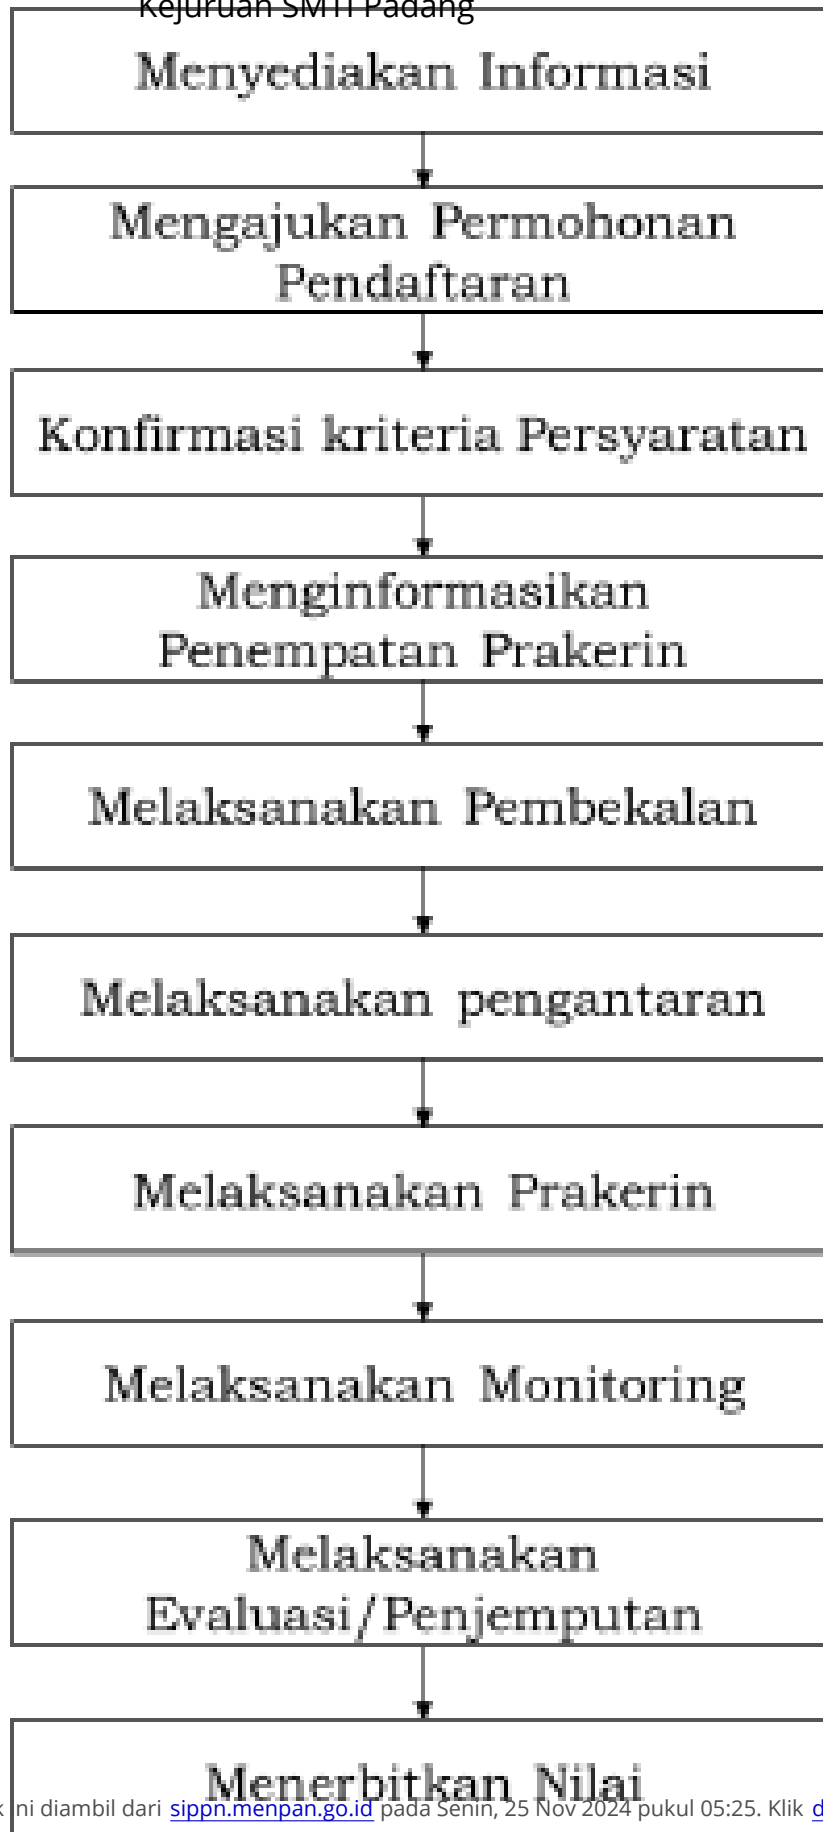 Kejuruan SMTI Padang
Menyediakan Informasi
Mengajukan Permohonan
Pendaftaran
Konfirmasi kriteria Persyaratan
Menginformasikan
Penempatan Prakerin
Melaksanakan Pembekalan
Melaksanakan pengantaran
Melaksanakan Prakerin
Melaksanakan Monitoring
Melaksanakan
Evaluasi/Penjemputan
Menerbitkan Nilai
ni diambil dari sippn.menpan.go.id pada Senin, 25 Nov 2024 pukul 05:25. Klik